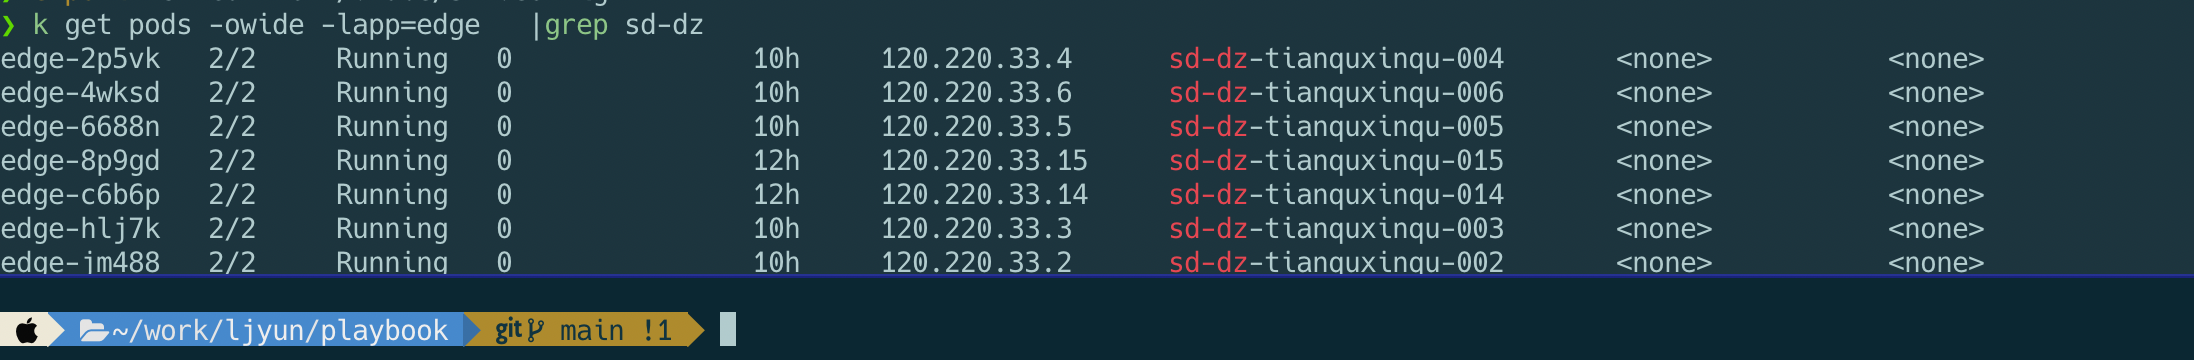 ❯ k get pods -owide -lapp=edge |grep sd-dz
edge-2p5vk 2/2 Running 0 10h 120.220.33.4 sd-dz-tianquxinqu-004 <none> <none>
edge-4wksd 2/2 Running 0 10h 120.220.33.6 sd-dz-tianquxinqu-006 <none> <none>
edge-6688n 2/2 Running 0 10h 120.220.33.5 sd-dz-tianquxinqu-005 <none> <none>
edge-8p9gd 2/2 Running 0 12h 120.220.33.15 sd-dz-tianquxinqu-015 <none> <none>
edge-c6b6p 2/2 Running 0 12h 120.220.33.14 sd-dz-tianquxinqu-014 <none> <none>
edge-hlj7k 2/2 Running 0 10h 120.220.33.3 sd-dz-tianquxinqu-003 <none> <none>
edge-jm488 2/2 Running 0 10h 120.220.33.2 sd-dz-tianquxinqu-002 <none> <none>
~/work/ljyun/playbook git main !1